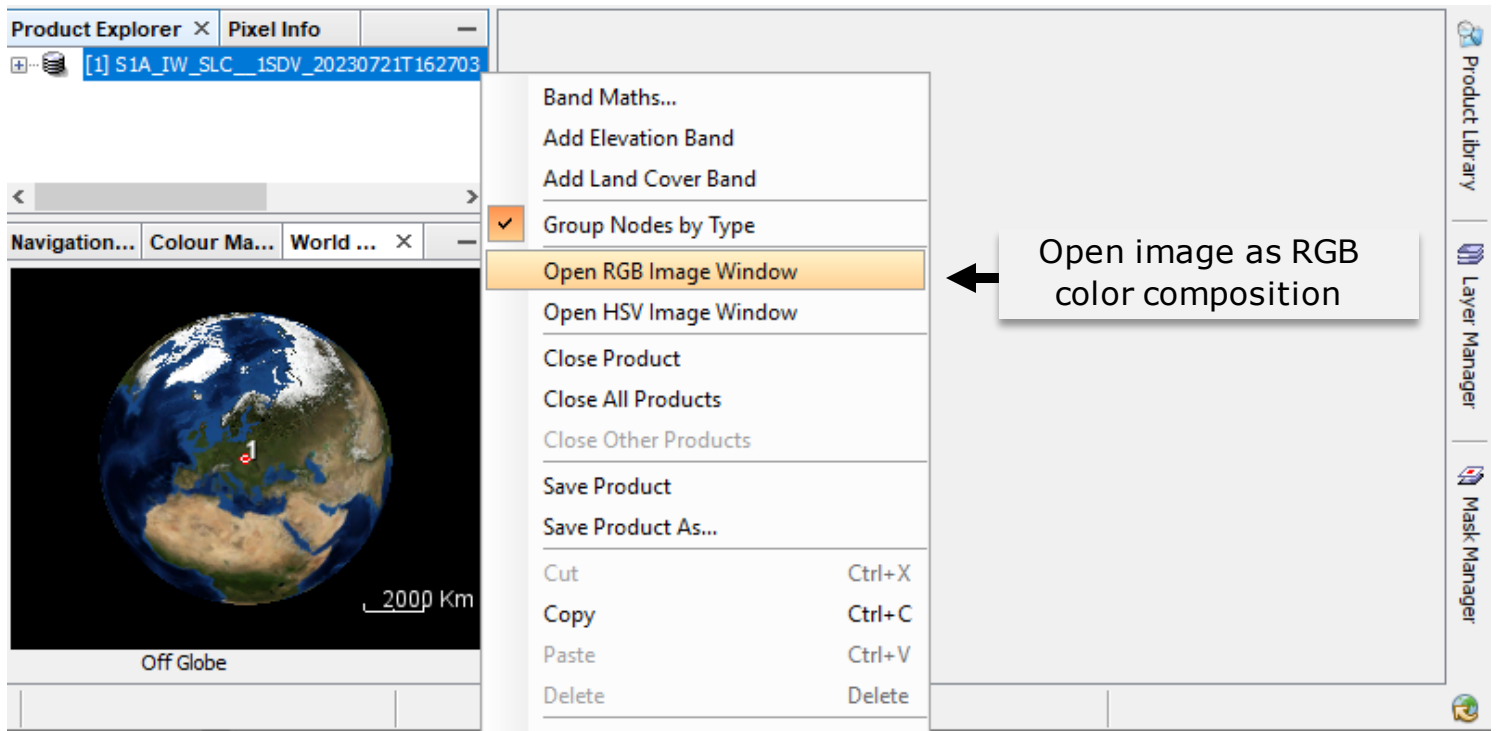 Product Explorer × Pixel Info
[1] S1A_IW_SLC__1SDV_20230721T162703
Navigation... Colour Ma... World ... ×
1
2000 Km
Off Globe
Band Maths...
Add Elevation Band
Add Land Cover Band
Group Nodes by Type
Open RGB Image Window
Open HSV Image Window
Close Product
Close All Products
Close Other Products
Save Product
Save Product As...
Cut Ctrl+X
Copy Ctrl+C
Paste Ctrl+V
Delete Delete
Open image as RGB
color composition
Product Library
Layer Manager
Mask Manager